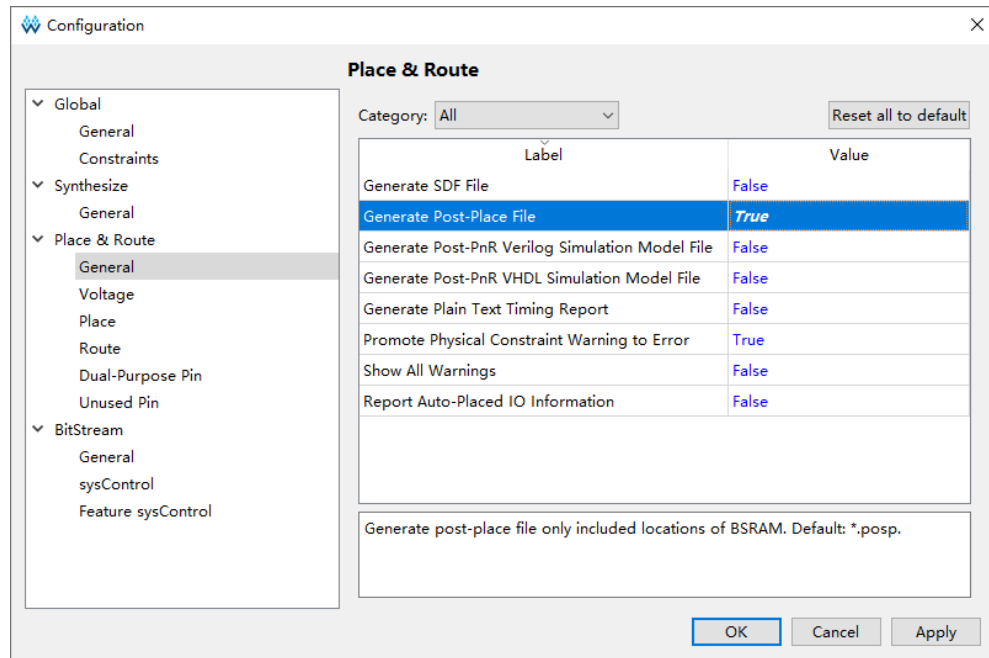 Configuration
Place & Route
Global
General
Constraints
Synthesize
General
Place & Route
General
Voltage
Place
Route
Dual-Purpose Pin
Unused Pin
BitStream
General
sysControl
Feature sysControl
Category: All
Reset all to default
Label Value
Generate SDF File False
Generate Post-Place File True
Generate Post-PnR Verilog Simulation Model File False
Generate Post-PnR VHDL Simulation Model File False
Generate Plain Text Timing Report False
Promote Physical Constraint Warning to Error True
Show All Warnings False
Report Auto-Placed IO Information False
Generate post-place file only included locations of BSRAM. Default: *.posp.
OK Cancel Apply